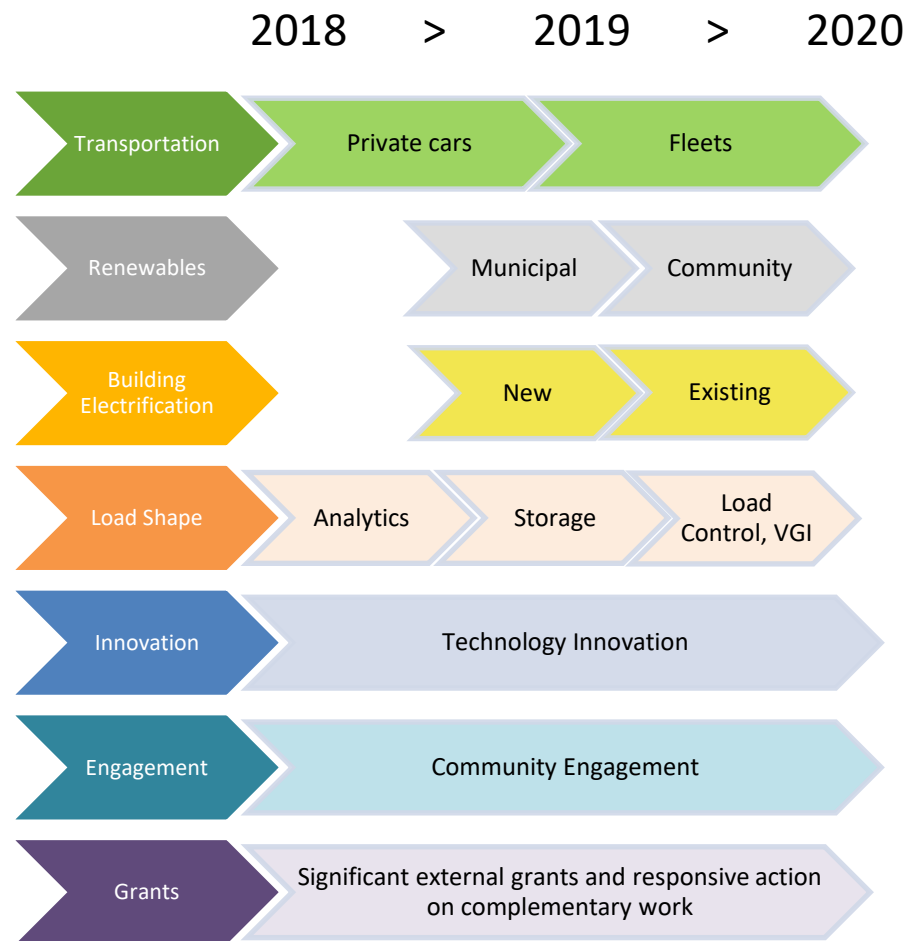 2018 > 2019 > 2020
Transportation
Private cars
Fleets
Renewables
Municipal
Community
Building
Electrification
New
Existing
Load Shape
Analytics
Storage
Load
Control, VGI
Innovation
Technology Innovation
Engagement
Community Engagement
Grants
Significant external grants and responsive action
on complementary work